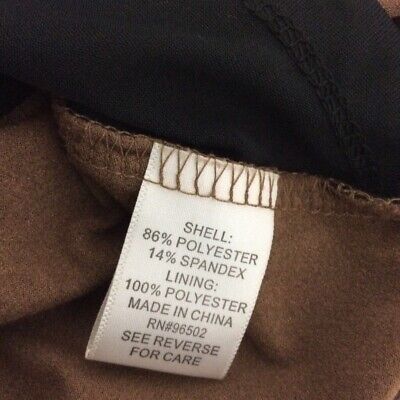 SHELL:
86% POLYESTER
14% SPANDEX
LINING:
100% POLYESTER
MADE IN CHINA
RN#96502
SEE REVERSE
FOR CARE